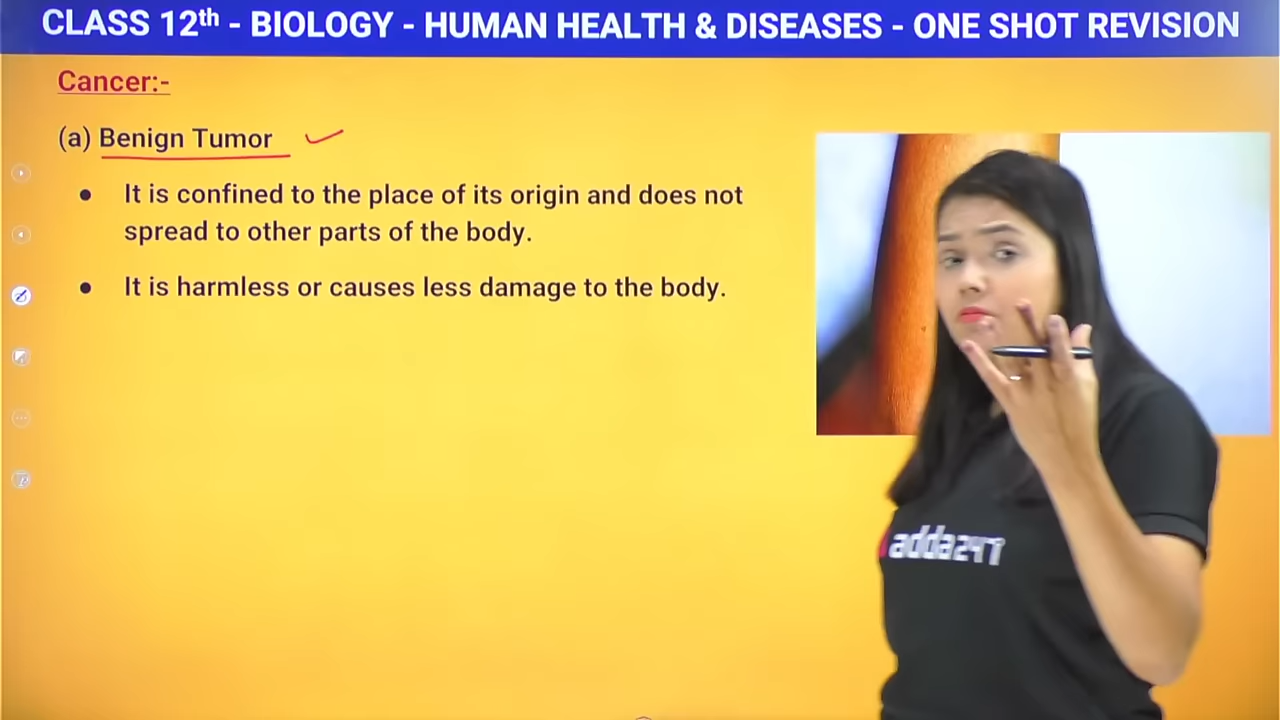 CLASS 12th - BIOLOGY - HUMAN HEALTH & DISEASES - ONE SHOT REVISION
Cancer:-
(a) Benign Tumor
• It is confined to the place of its origin and does not
spread to other parts of the body.
• It is harmless or causes less damage to the body.
adda247